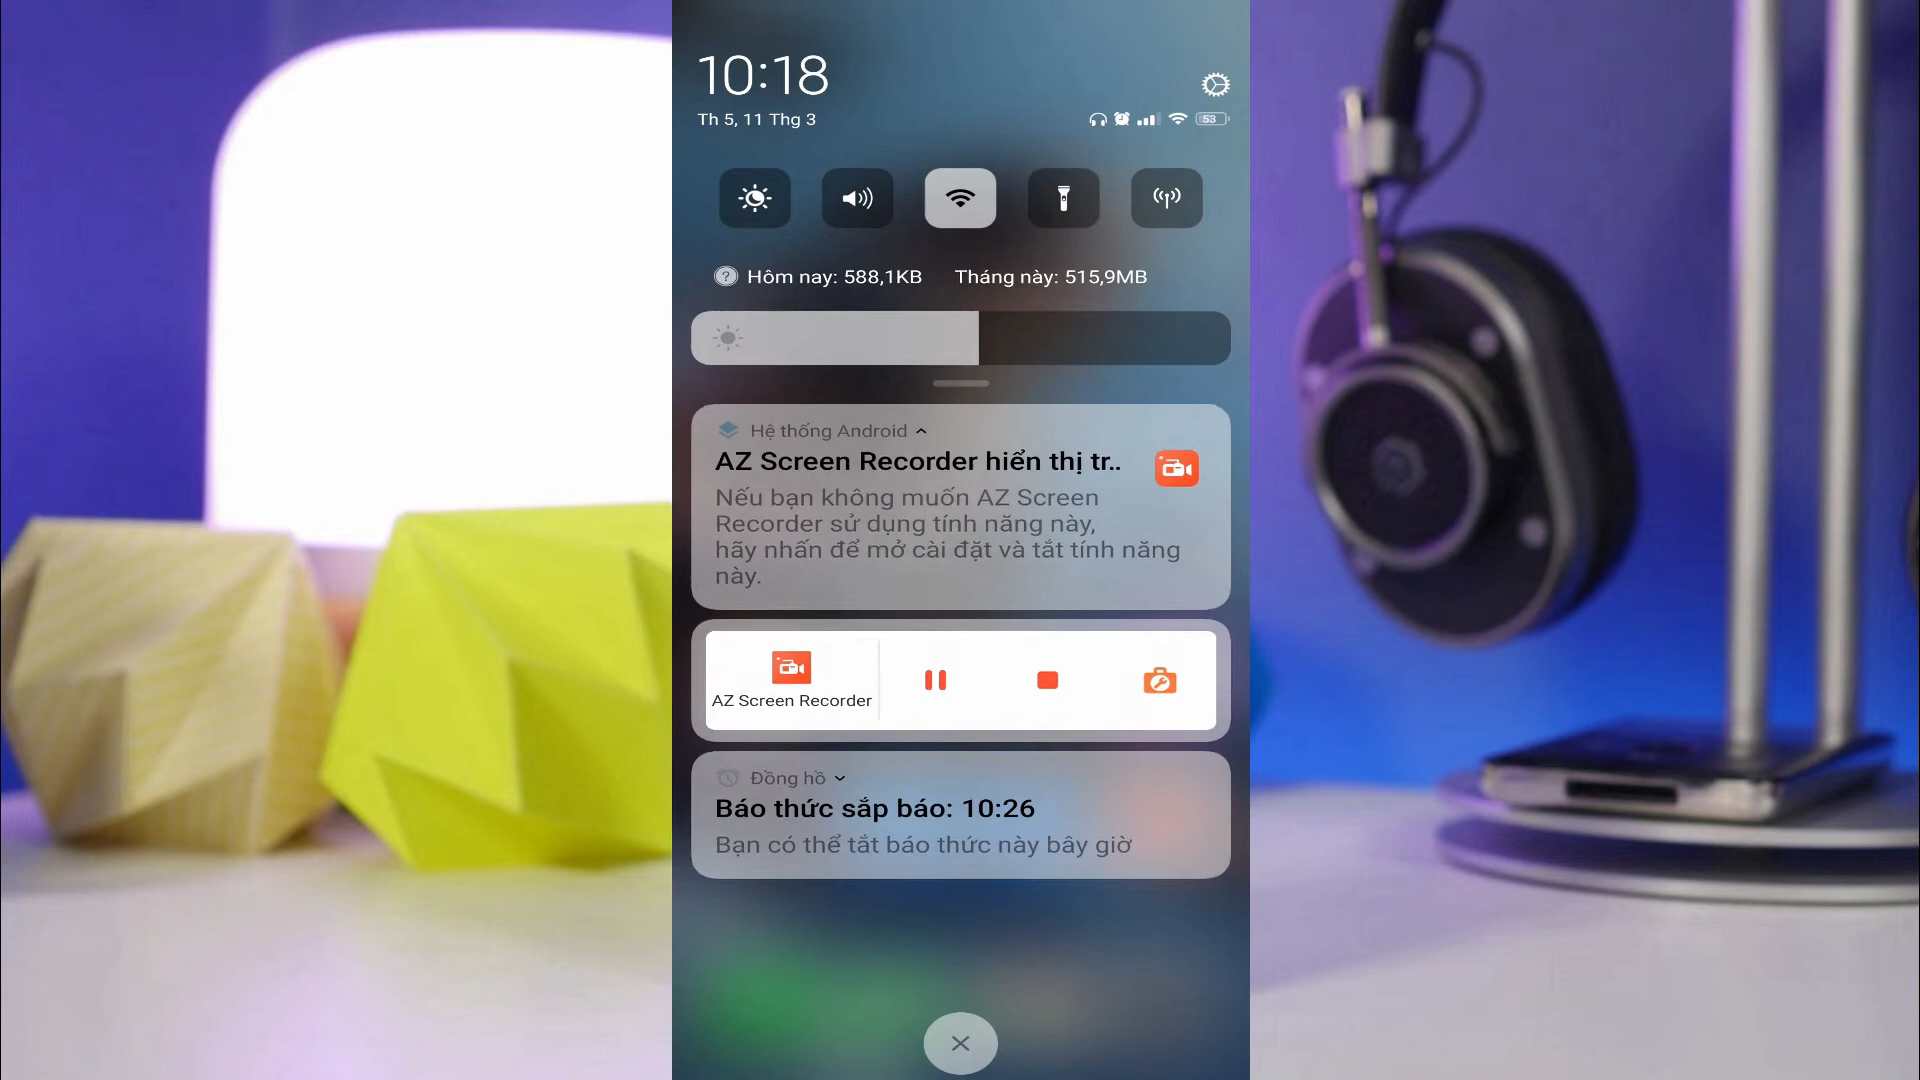 10:18
Th 5, 11 Thg 3
53
Hôm nay: 588,1KB Tháng này: 515,9MB
Hệ thống Android
AZ Screen Recorder hiển thị tr..
Nếu bạn không muốn AZ Screen
Recorder sử dụng tính năng này,
hãy nhấn để mở cài đặt và tắt tính năng
này.
AZ Screen Recorder
Đồng hồ
Báo thức sắp báo: 10:26
Bạn có thể tắt báo thức này bây giờ